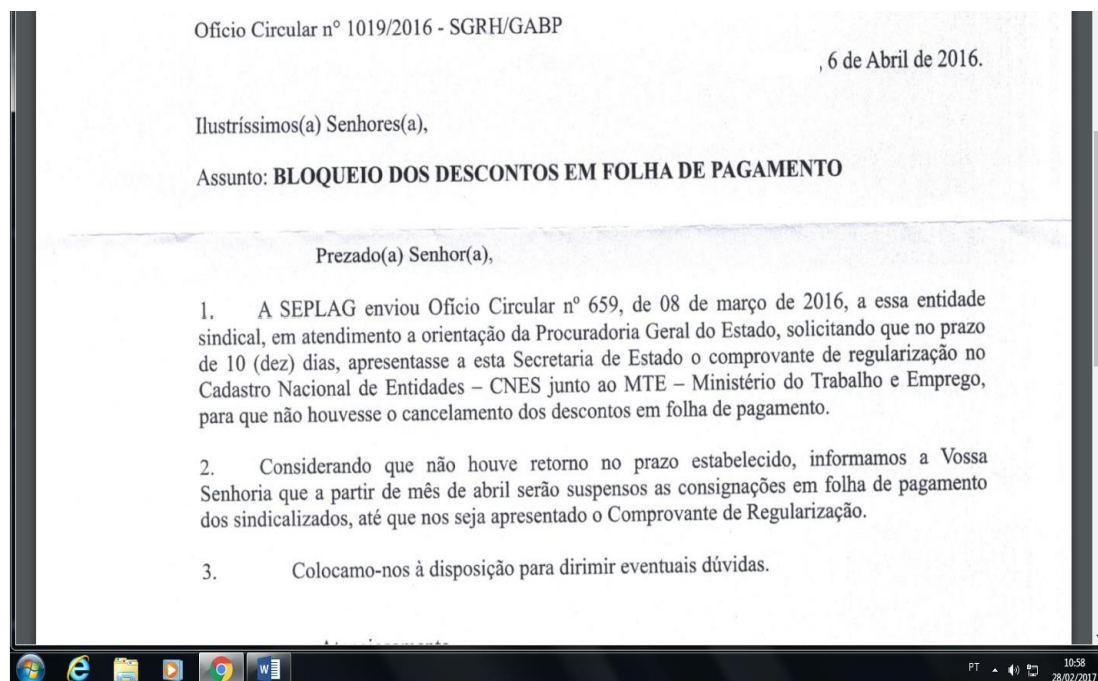 Ofício Circular nº 1019/2016 - SGRH/GABP
, 6 de Abril de 2016.
Ilustríssimos(a) Senhores(a),
Assunto: BLOQUEIO DOS DESCONTOS EM FOLHA DE PAGAMENTO
Prezado(a) Senhor(a),
1. A SEPLAG enviou Ofício Circular nº 659, de 08 de março de 2016, a essa entidade
sindical, em atendimento a orientação da Procuradoria Geral do Estado, solicitando que no prazo
de 10 (dez) dias, apresentasse a esta Secretaria de Estado o comprovante de regularização no
Cadastro Nacional de Entidades – CNES junto ao MTE – Ministério do Trabalho e Emprego,
para que não houvesse o cancelamento dos descontos em folha de pagamento.
2. Considerando que não houve retorno no prazo estabelecido, informamos a Vossa
Senhoria que a partir de mês de abril serão suspensos as consignações em folha de pagamento
dos sindicalizados, até que nos seja apresentado o Comprovante de Regularização.
3. Colocamo-nos à disposição para dirimir eventuais dúvidas.
PT 10:58
28/02/2017